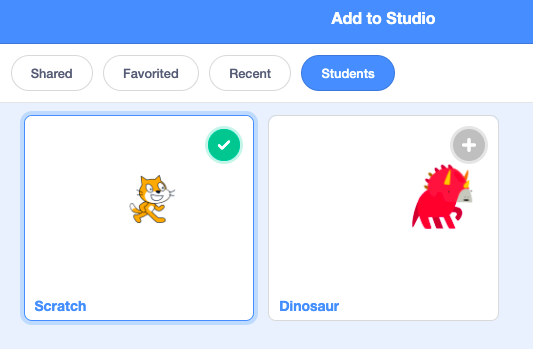 Add to Studio
Shared
Favorited
Recent
Students
Scratch
Dinosaur